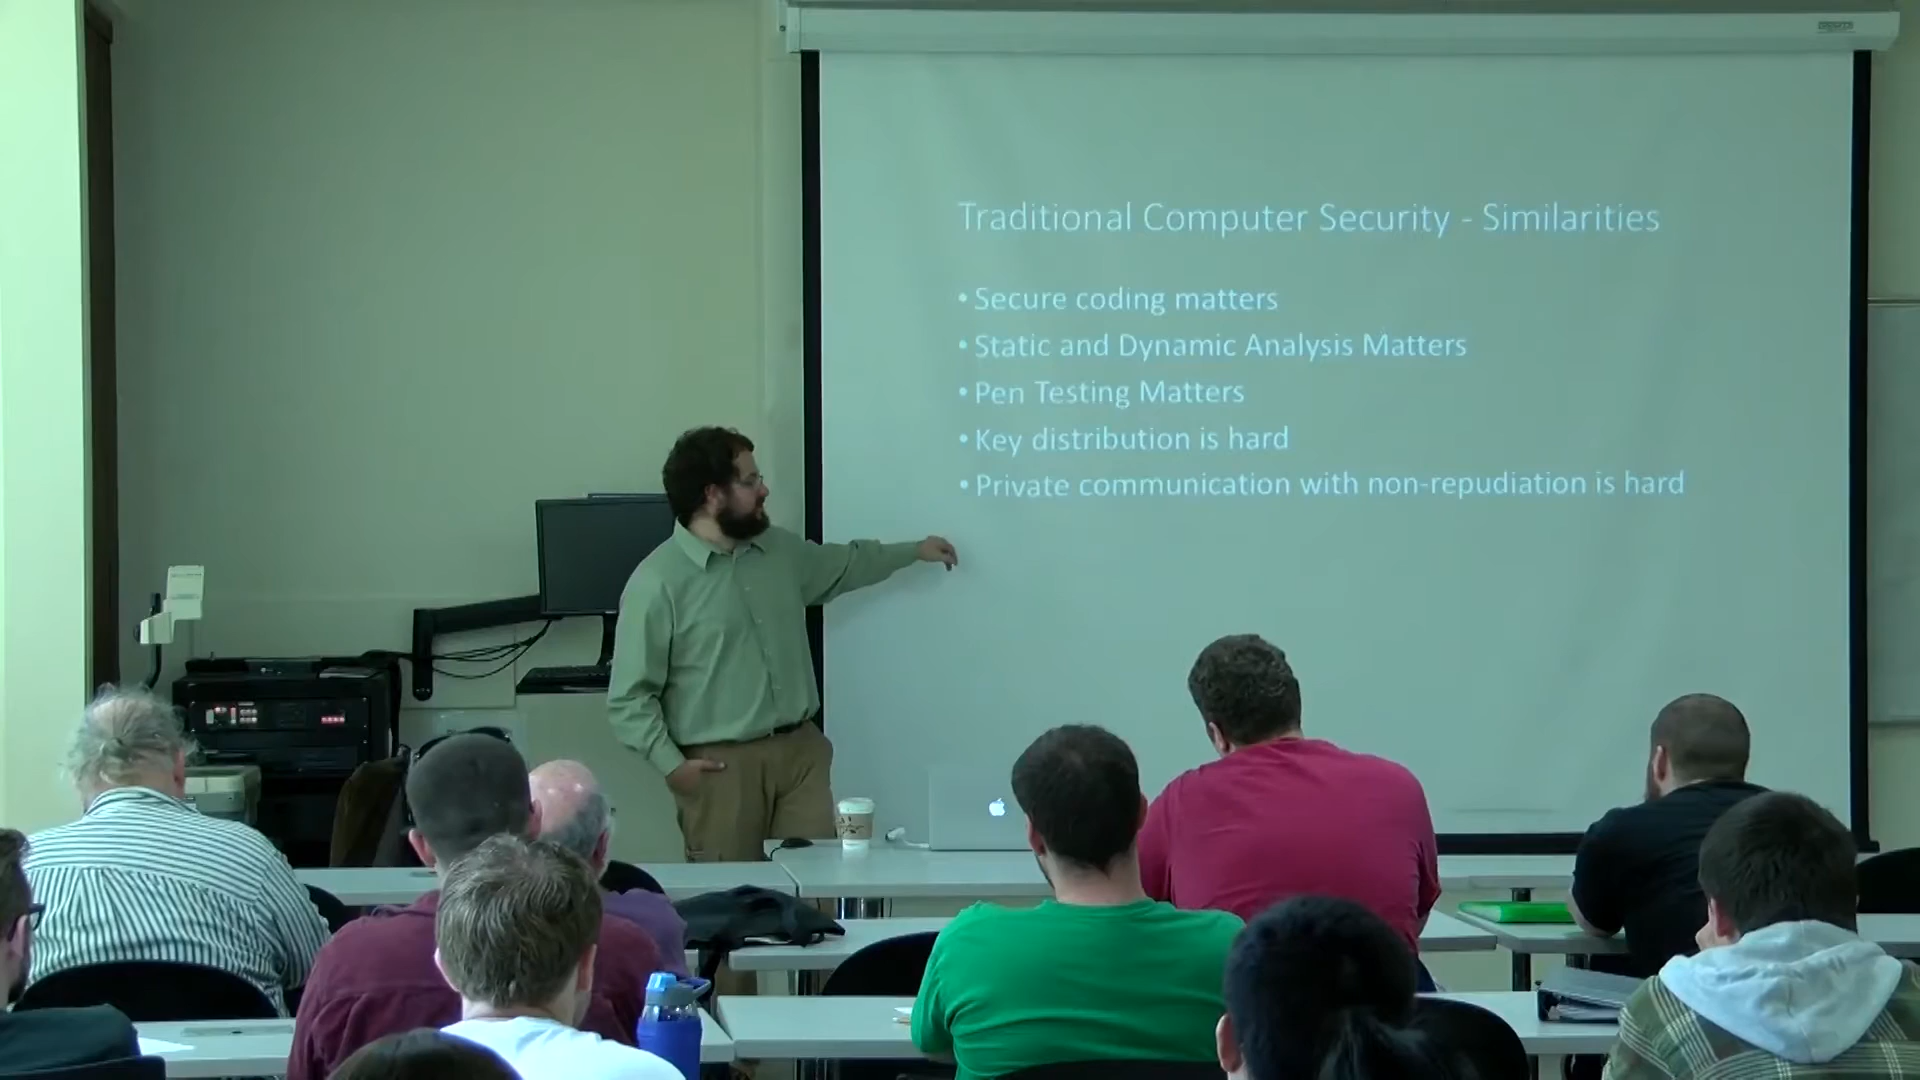 Traditional Computer Security - Similarities
• Secure coding matters
• Static and Dynamic Analysis Matters
• Pen Testing Matters
• Key distribution is hard
• Private communication with non-repudiation is hard